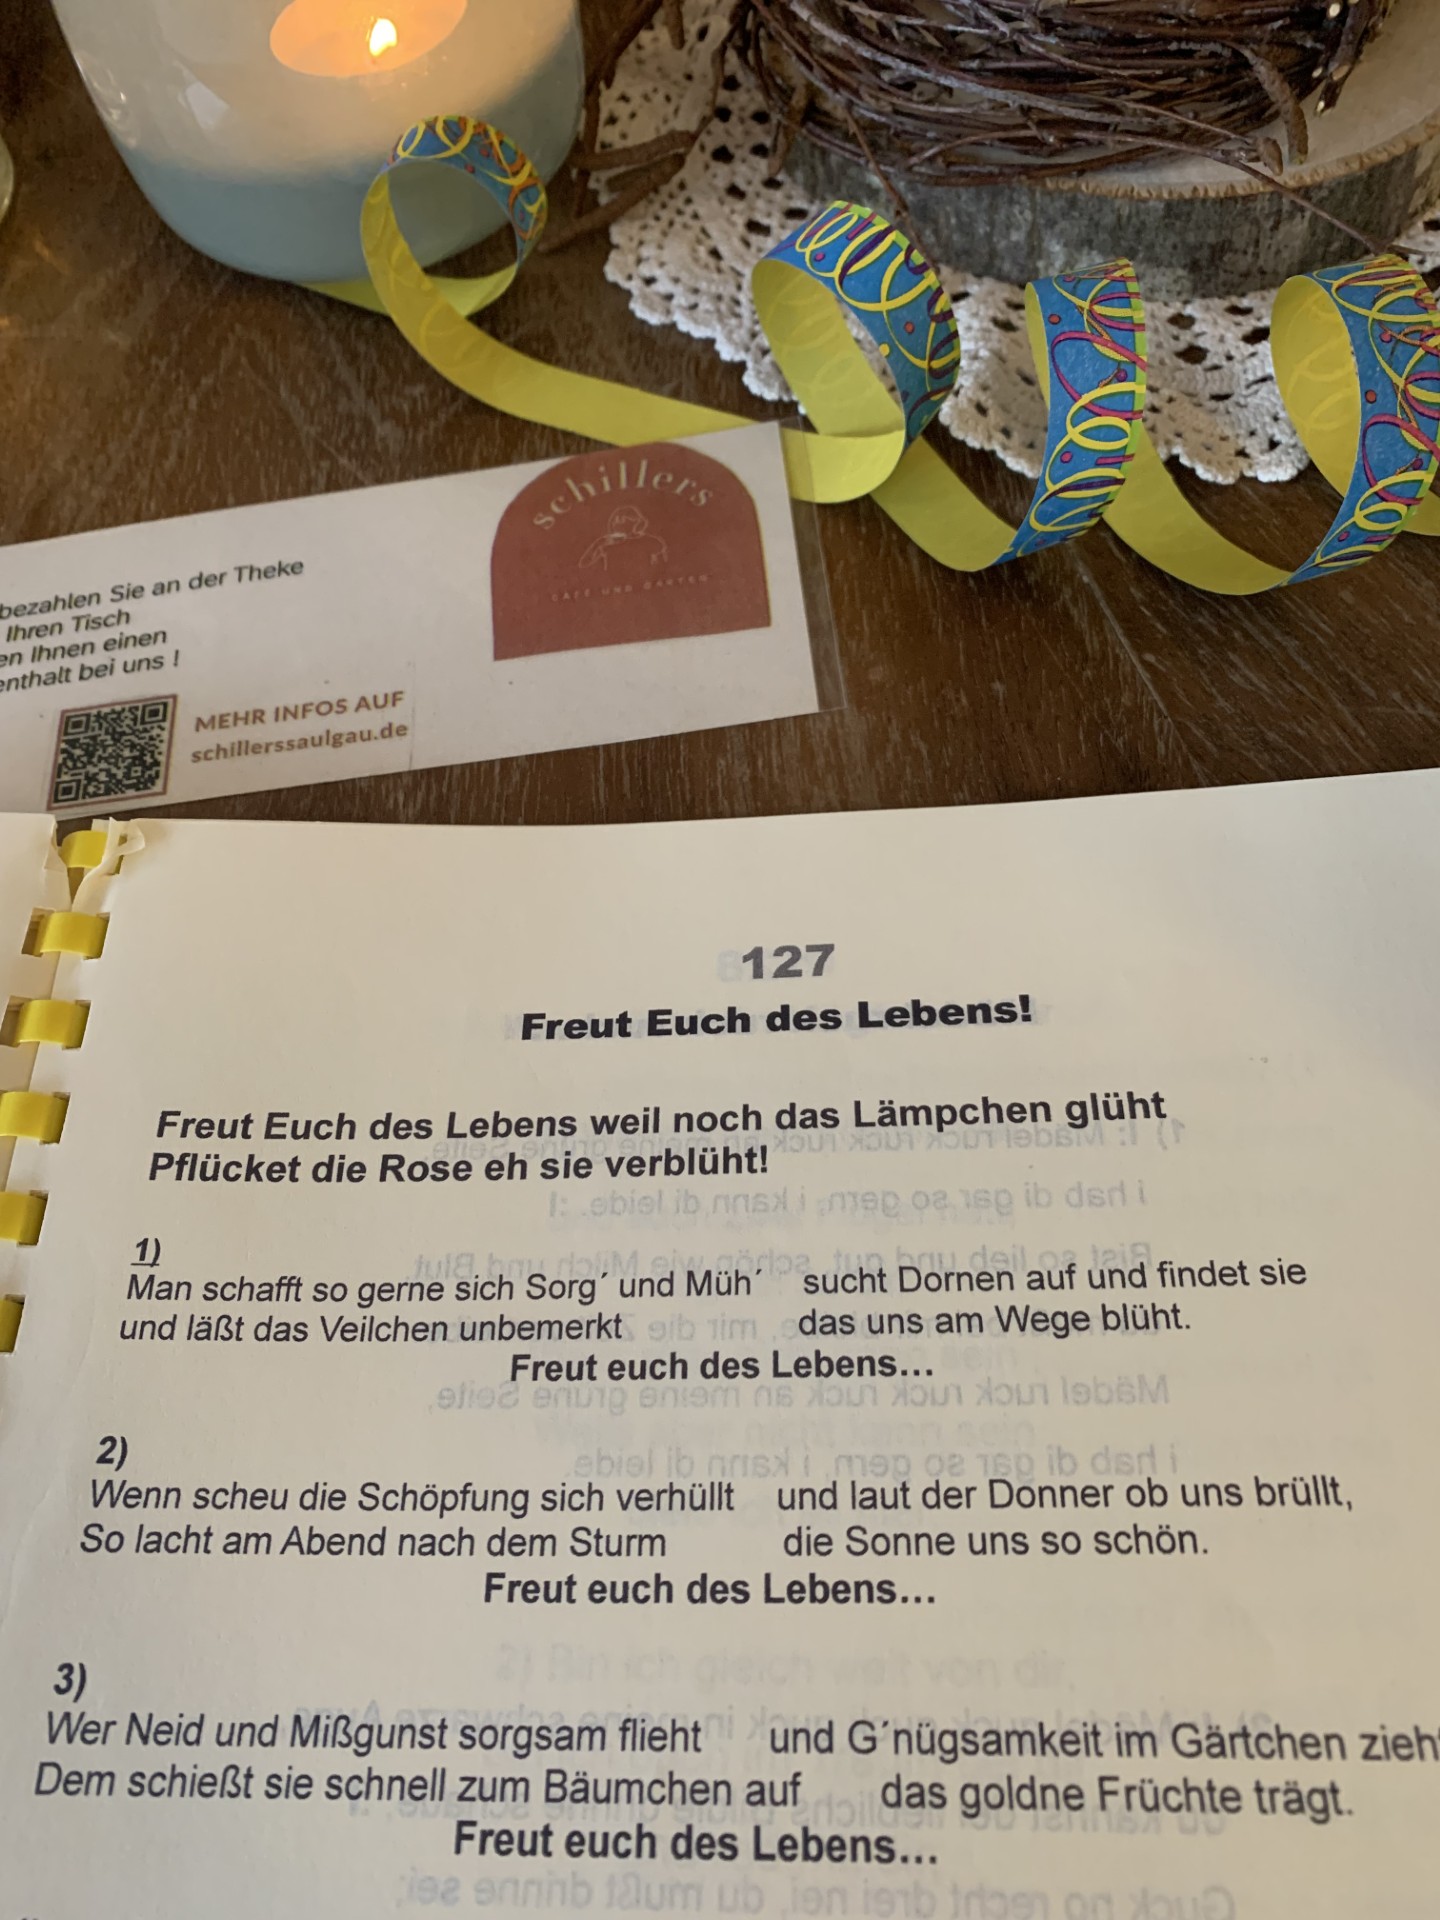 schillers
CAFÉ UND GARTEN
bezahlen Sie an der Theke
Ihren Tisch
en Ihnen einen
enthalt bei uns !
MEHR INFOS AUF
schillerssaulgau.de
127
Freut Euch des Lebens!
Freut Euch des Lebens weil noch das Lämpchen glüht
Pflücket die Rose eh sie verblüht!
1)
Man schafft so gerne sich Sorg´ und Müh´ sucht Dornen auf und findet sie
und läßt das Veilchen unbemerkt das uns am Wege blüht.
Freut euch des Lebens...
2)
Wenn scheu die Schöpfung sich verhüllt und laut der Donner ob uns brüllt,
So lacht am Abend nach dem Sturm die Sonne uns so schön.
Freut euch des Lebens...
3)
Wer Neid und Mißgunst sorgsam flieht und G´nügsamkeit im Gärtchen zieht
Dem schießt sie schnell zum Bäumchen auf das goldne Früchte trägt.
Freut euch des Lebens...